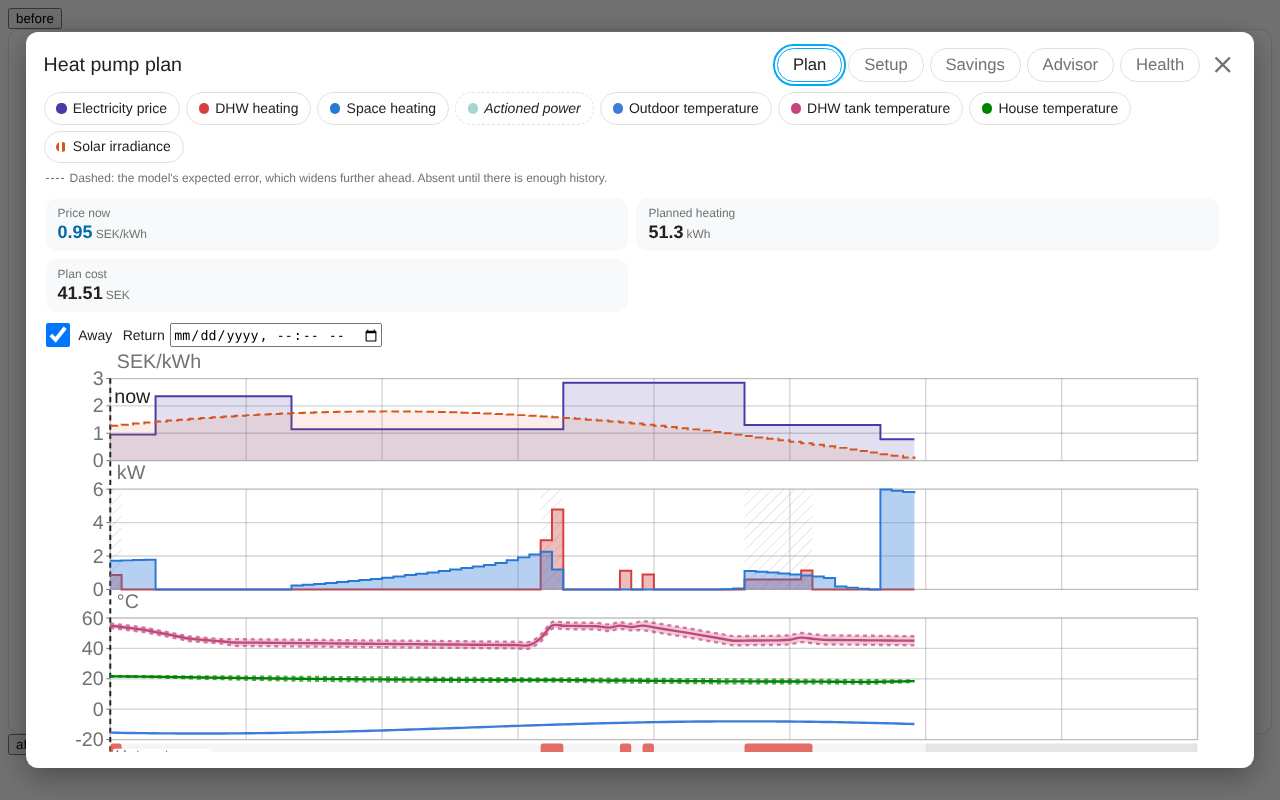 before
Heat pump plan
Plan
Setup
Savings
Advisor
Health
Electricity price
DHW heating
Space heating
Actioned power
Outdoor temperature
DHW tank temperature
House temperature
Solar irradiance
---- Dashed: the model's expected error, which widens further ahead. Absent until there is enough history.
Price now
0.95 SEK/kWh
Planned heating
51.3 kWh
Plan cost
41.51 SEK
Away Return mm/dd/yyyy, --:-- --
SEK/kWh
3
now
2
1
0
kW
6
4
2
0
°C
60
40
20
0
-20